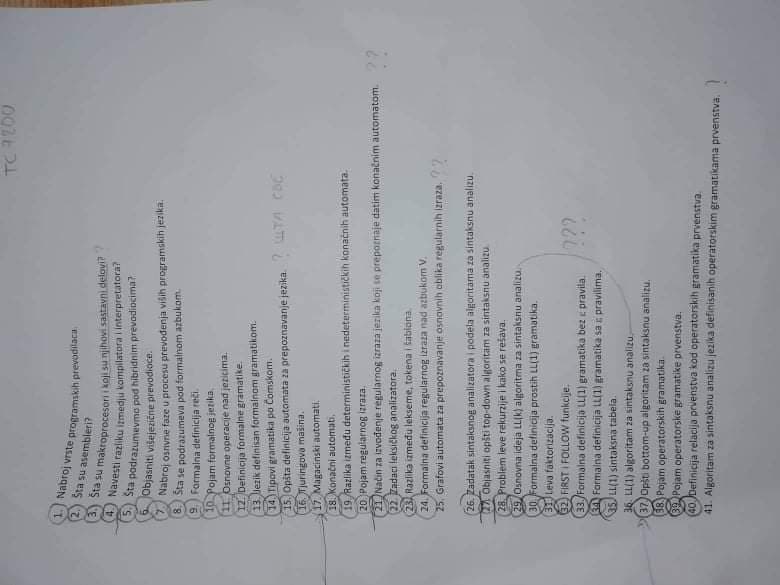 TC 9200
1. Nabroj vrste programskih prevodilaca.
2. Šta su asembleri?
3. Šta su makroprocesori i koji su njihovi sastavni delovi? ?
4. Navesti razliku izmedju kompilatora i interpretatora?
5. Šta podrazumevmo pod hibridnim prevodiocima?
6. Objasniti višejezične prevodioce.
7. Nabroj osnvne faze u procesu prevođenja viših programskih jezika.
8. Šta se podrazumeva pod formalnom azbukom.
9. Formalna definicija reči.
10. Pojam formalnog jezika.
11. Osnovne operacije nad jezicima.
12. Definicija formalne gramatike.
13. Jezik definisan formalnom gramatikom.
14. Tipovi gramatika po Čomskom.
15. Opšta definicija automata za prepoznavanje jezika. ? ШТА СВЕ
16. Tjuringova mašina.
17. Magacinski automati.
18. Konačni automati.
19. Razlika između determinističkih i nedeterminističkih konačnih automata.
20. Pojam regularnog izraza.
21. Način za izvođenje regularnog izraza jezika koji se prepoznaje datim konačnim automatom. ??
22. Zadaci leksičkog analizatora.
23. Razlika između lekseme, tokena i šablona.
24. Formalna definicija regularnog izraza nad azbukom V.
25. Grafovi automata za prepoznavanje osnovnih oblika regularnih izraza. ??
26. Zadatak sintaksnog analizatora i podela algoritama za sintaksnu analizu.
27. Objasniti opšti top-down algoritam za sintaksnu analizu.
28. Problem leve rekurzije i kako se rešava.
29. Osnovna ideja LL(k) algoritma za sintaksnu analizu.
30. Formalna definicija prostih LL(1) gramatika.
31. Leva faktorizacija.
32. FIRST i FOLLOW funkcije.
33. Formalna definicija LL(1) gramatika bez ε pravila. ???
34. Formalna definicija LL(1) gramatika sa ε pravilima.
35. LL(1) sintaksna tabela.
36. LL(1) algoritam za sintaksnu analizu.
37. Opšti bottom-up algoritam za sintaksnu analizu.
38. Pojam operatorskih gramatika.
39. Pojam operatorske gramatike prvenstva.
40. Definicija relacija prvenstva kod operatorskih gramatika prvenstva.
41. Algoritam za sintaksnu analizu jezika definisanih operatorskim gramatikama prvenstva. !